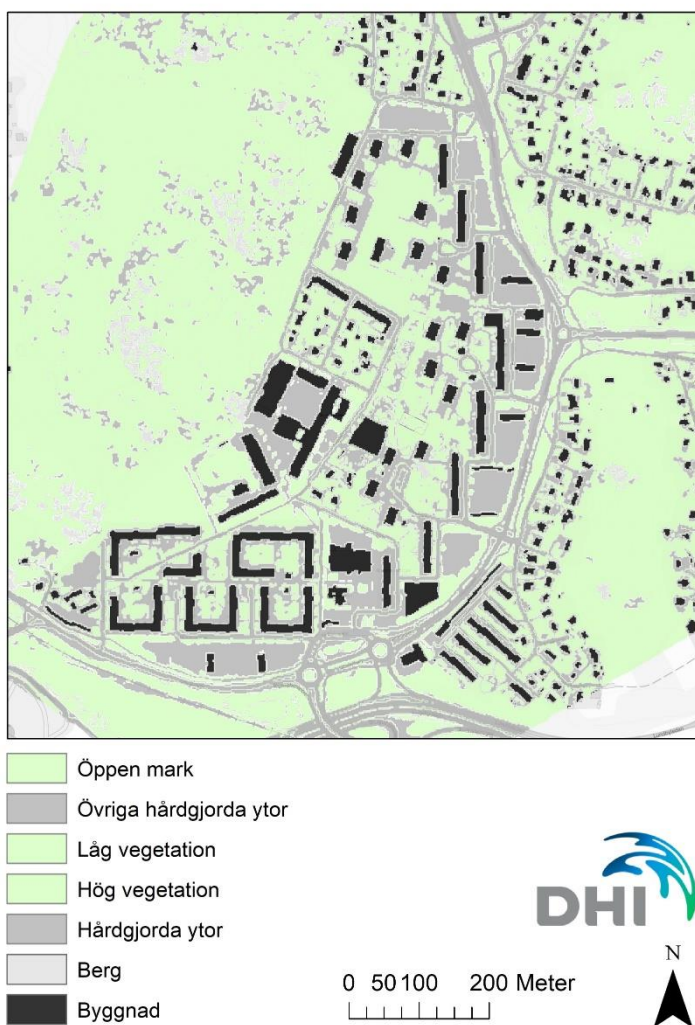 Öppen mark
Övriga hårdgjorda ytor
Låg vegetation
Hög vegetation
Hårdgjorda ytor
Berg
Byggnad
DHI
N
0 50 100 200 Meter